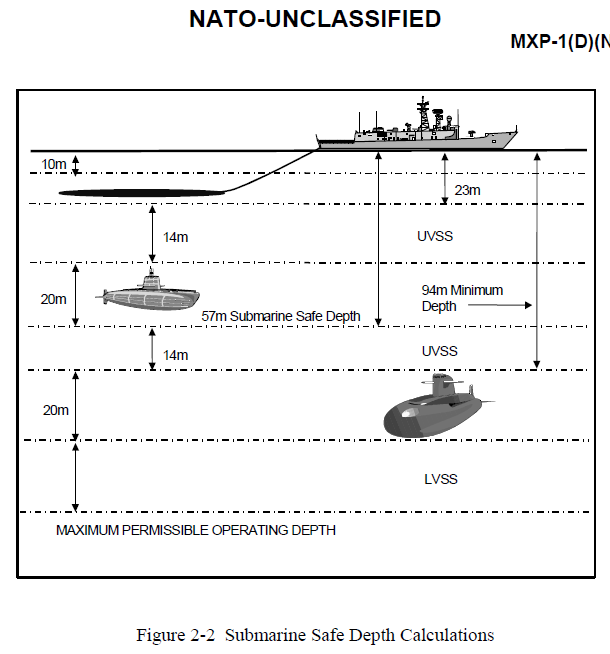 NATO-UNCLASSIFIED
MXP-1(D)(N
10m
23m
14m
UVSS
20m
94m Minimum
Depth
57m Submarine Safe Depth
14m
UVSS
20m
LVSS
MAXIMUM PERMISSIBLE OPERATING DEPTH
Figure 2-2 Submarine Safe Depth Calculations